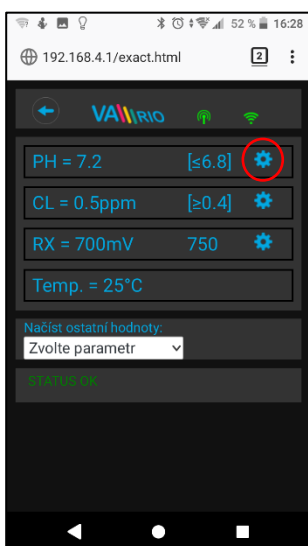 52 % 16:28
192.168.4.1/exact.html 2
VA\\\RIO
PH = 7.2 [≤6.8]
CL = 0.5ppm [≥0.4]
RX = 700mV 750
Temp. = 25°C
Načíst ostatní hodnoty:
Zvolte parametr
STATUS OK